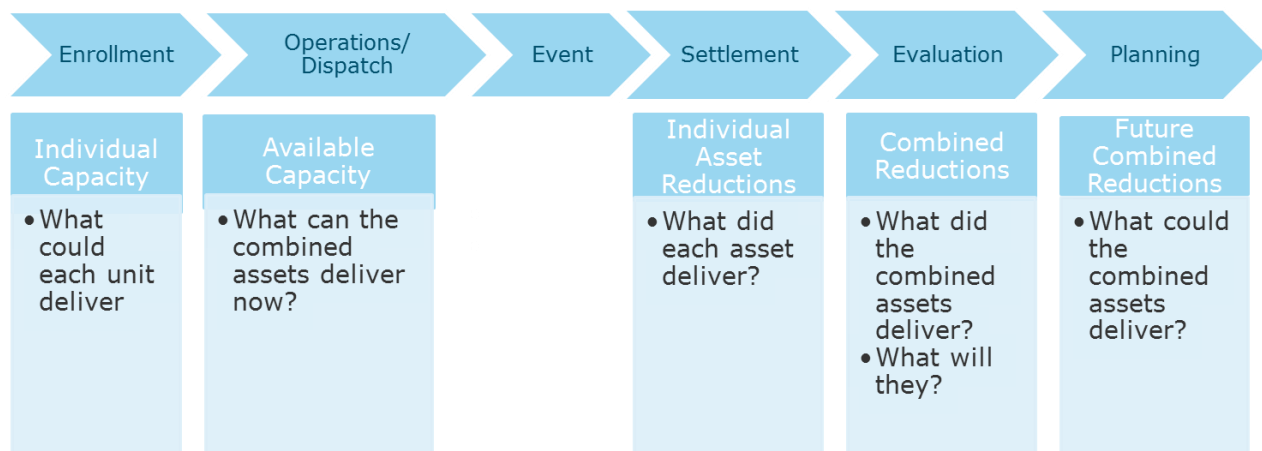 Enrollment
Operations/
Dispatch
Event
Settlement
Evaluation
Planning
Individual
Capacity
•What
could
each unit
deliver
Available
Capacity
•What can the
combined
assets deliver
now?
Individual
Asset
Reductions
•What did
each asset
deliver?
Combined
Reductions
•What did
the
combined
assets
deliver?
•What will
they?
Future
Combined
Reductions
•What could
the
combined
assets
deliver?